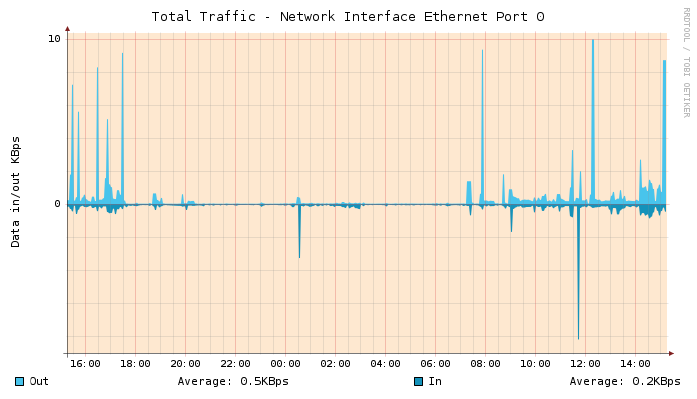 Total Traffic - Network Interface Ethernet Port 0
RRDTOOL / TOBI OETIKER
Data in/out KBps
10
0
16:00 18:00 20:00 22:00 00:00 02:00 04:00 06:00 08:00 10:00 12:00 14:00
Out Average: 0.5KBps In Average: 0.2KBps